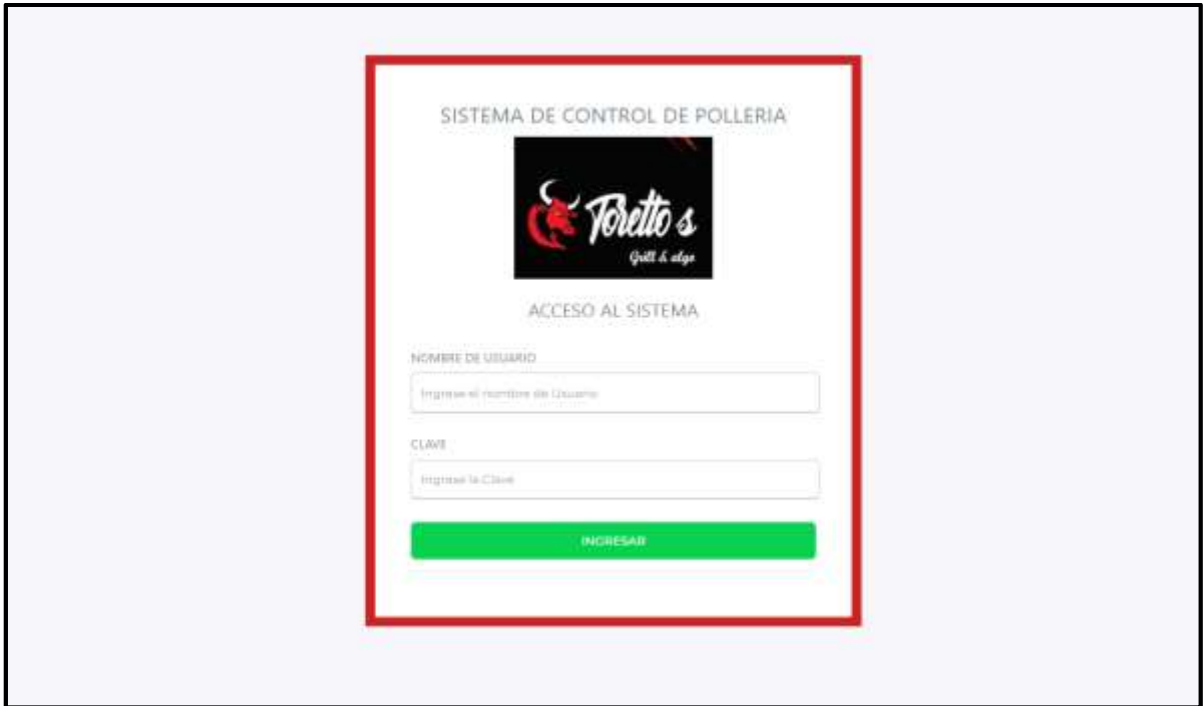 SISTEMA DE CONTROL DE POLLERIA
Toretto s
Grill & algo
ACCESO AL SISTEMA
NOMBRE DE USUARIO
Ingrese el nombre de Usuario
CLAVE
Ingrese la Clave
INGRESAR